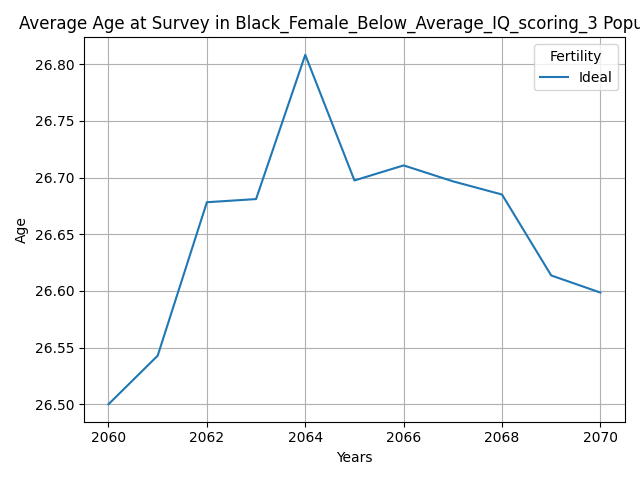 Average Age at Survey in Black_Female_Below_Average_IQ_scoring_3 Popu
Fertility
Ideal
26.80
26.75
26.70
26.65
26.60
26.55
26.50
Age
2060
2062
2064
2066
2068
2070
Years